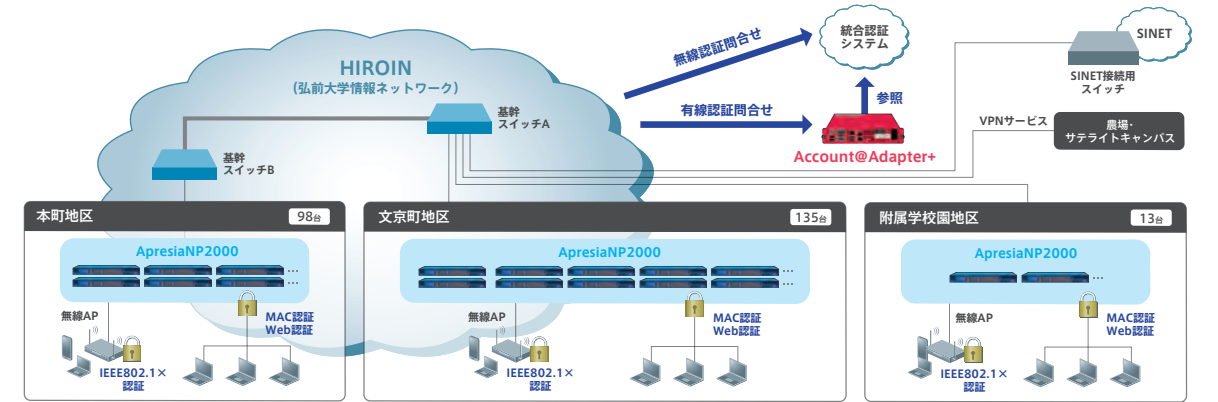 HIROIN
(弘前大学情報ネットワーク)
基幹
スイッチA
基幹
スイッチB
無線認証問合せ
有線認証問合せ
統合認証
システム
参照
Account@Adapter+
SINET
SINET接続用
スイッチ
VPNサービス
農場・
サテライトキャンパス
本町地区
98台
ApresiaNP2000
...
...
無線AP
MAC認証
Web認証
IEEE802.1×
認証
文京町地区
135台
ApresiaNP2000
...
...
無線AP
MAC認証
Web認証
IEEE802.1×
認証
附属学校園地区
13台
ApresiaNP2000
...
無線AP
MAC認証
Web認証
IEEE802.1×
認証